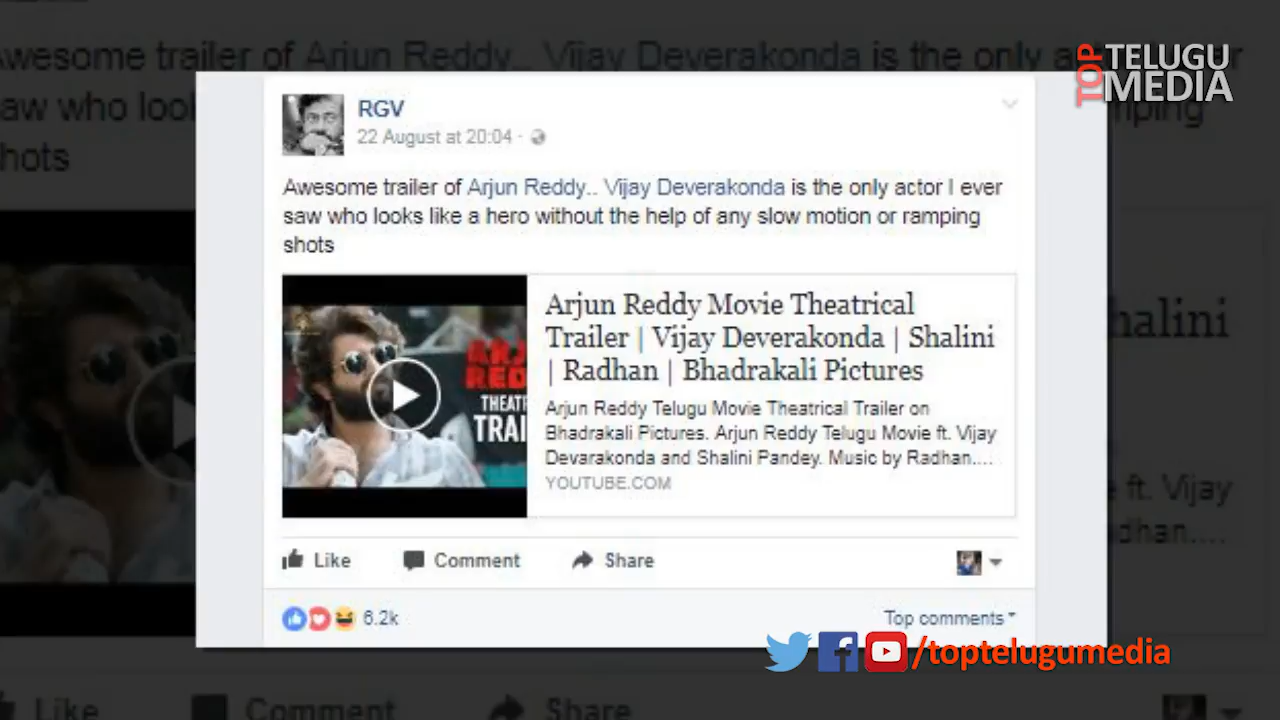 TOP TELUGU MEDIA
RGV
22 August at 20:04 ·
Awesome trailer of Arjun Reddy.. Vijay Deverakonda is the only actor I ever
saw who looks like a hero without the help of any slow motion or ramping
shots
ARJUN
REDD
THEATR
TRAI
Arjun Reddy Movie Theatrical
Trailer | Vijay Deverakonda | Shalini
| Radhan | Bhadrakali Pictures
Arjun Reddy Telugu Movie Theatrical Trailer on
Bhadrakali Pictures. Arjun Reddy Telugu Movie ft. Vijay
Devarakonda and Shalini Pandey. Music by Radhan....
YOUTUBE.COM
Like Comment Share
6.2k Top comments
/toptelugumedia